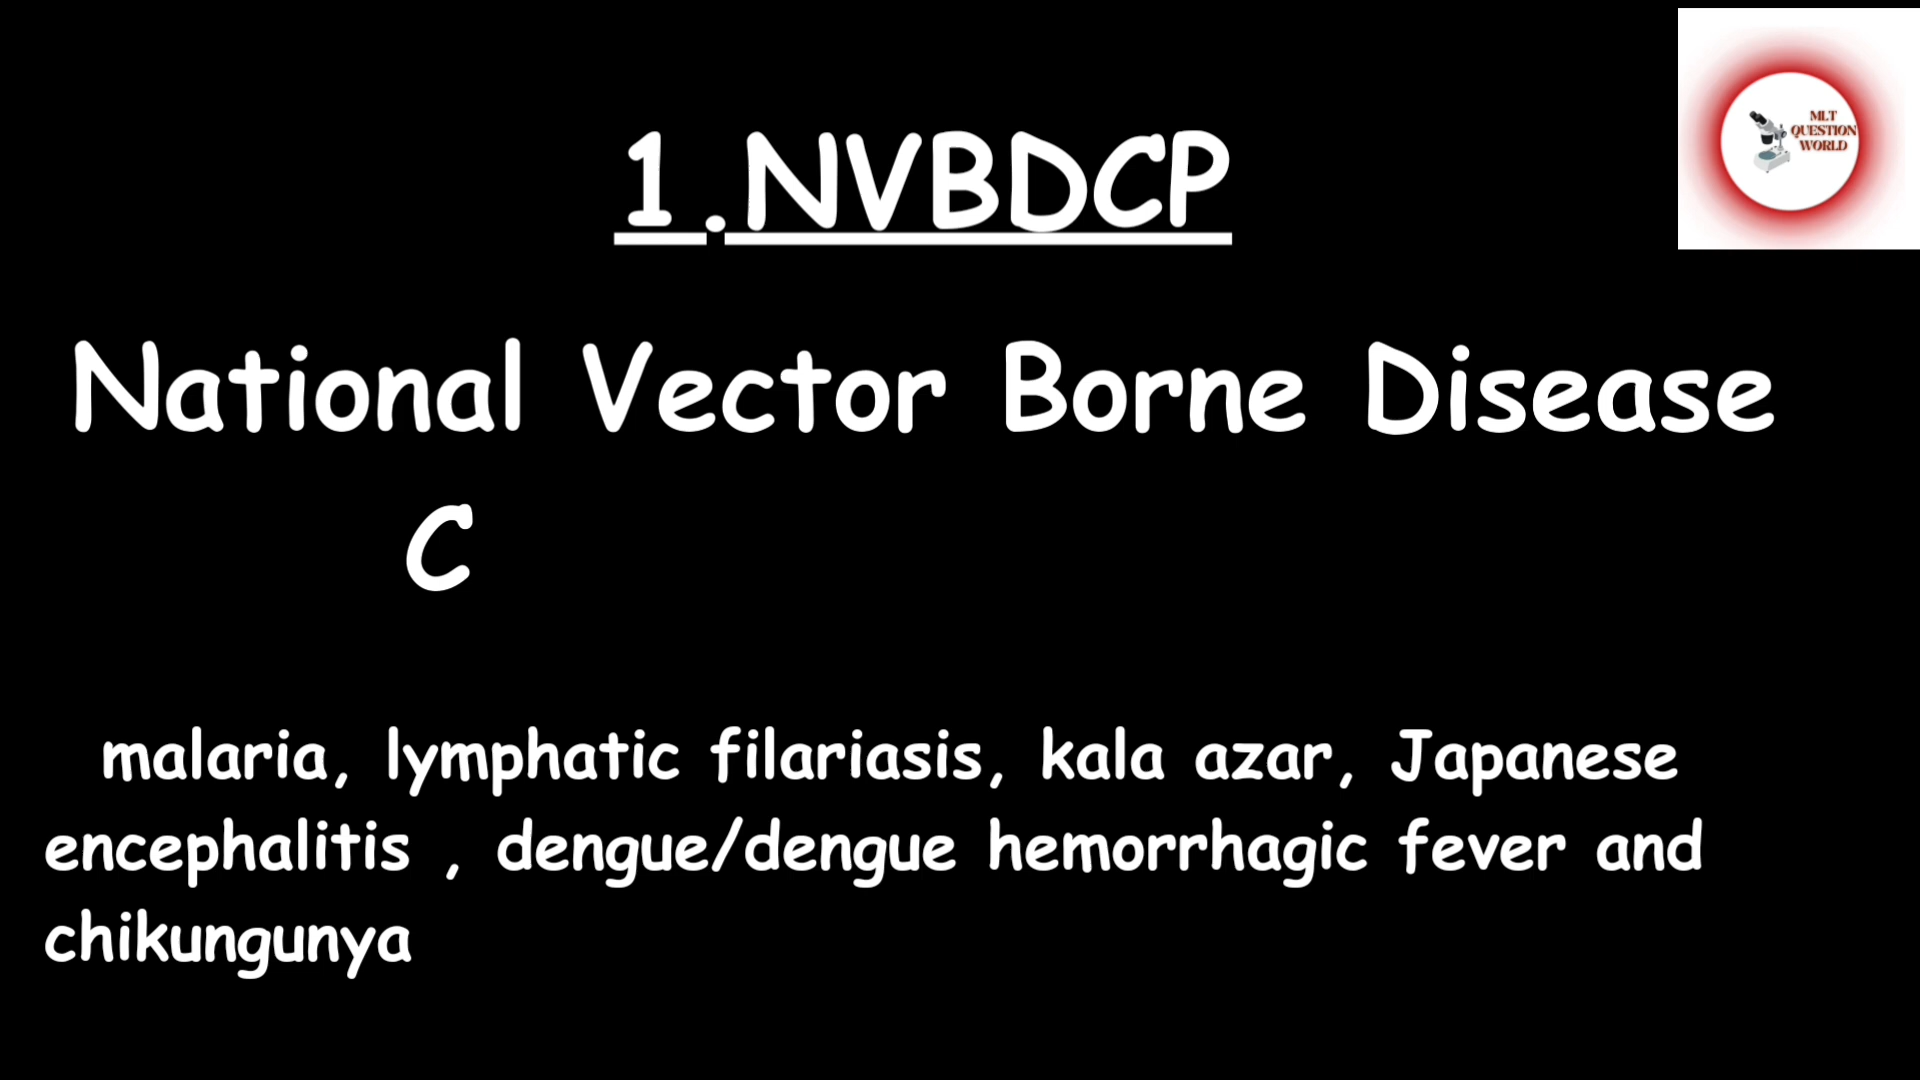 MLT
QUESTION
WORLD
1.NVBDCP
National Vector Borne Disease
C
malaria, lymphatic filariasis, kala azar, Japanese
encephalitis , dengue/dengue hemorrhagic fever and
chikungunya